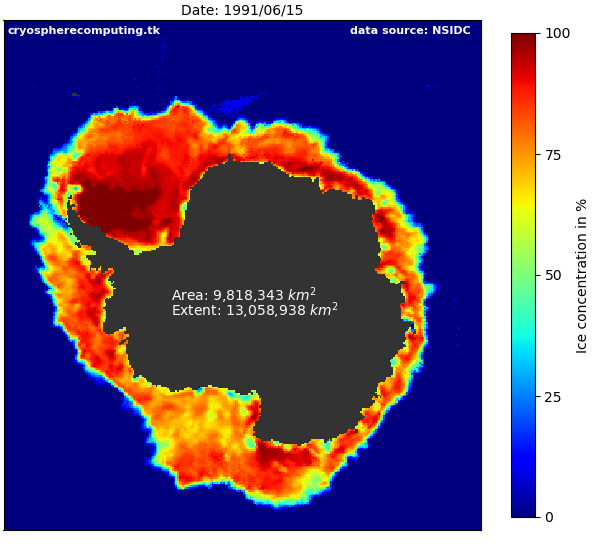 Date: 1991/06/15
cryospherecomputing.tk data source: NSIDC
Area: 9,818,343 km²
Extent: 13,058,938 km²
100
75
50
25
0
Ice concentration in %